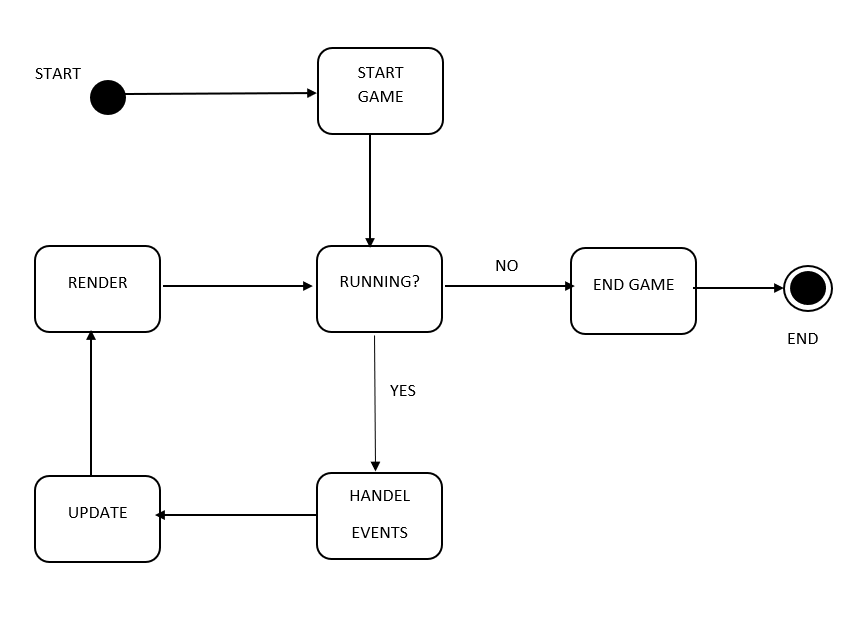 START
START
GAME
RENDER
RUNNING?
NO
END GAME
END
YES
UPDATE
HANDEL
EVENTS